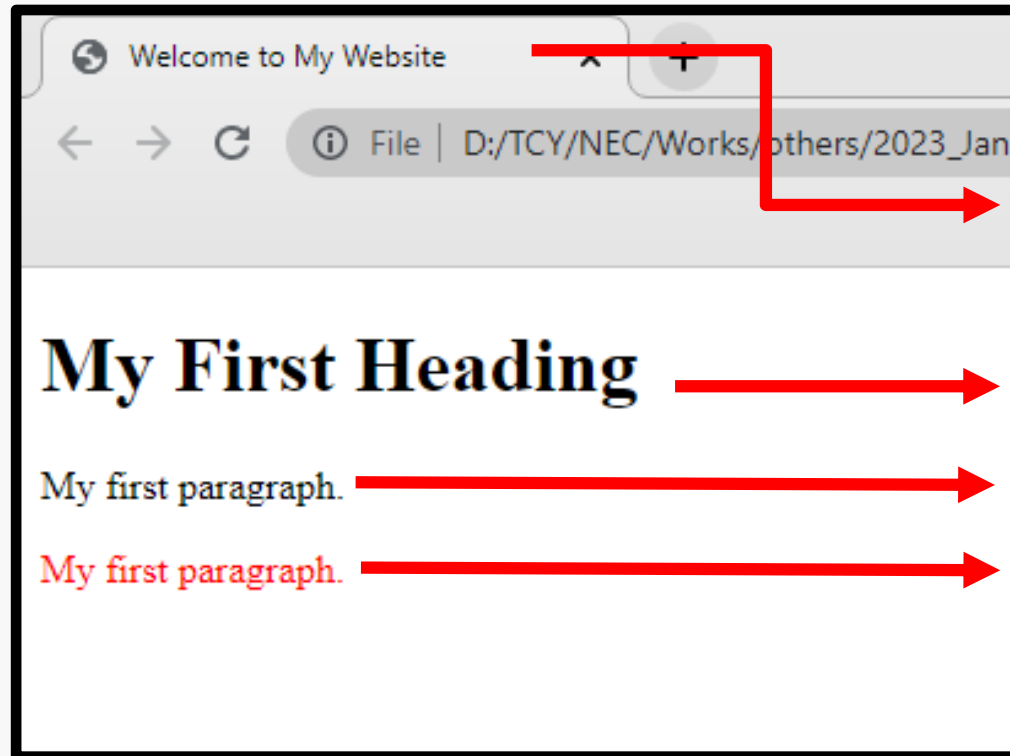 Welcome to My Website
File | D:/TCY/NEC/Works/others/2023_Jan
My First Heading
My first paragraph.
My first paragraph.